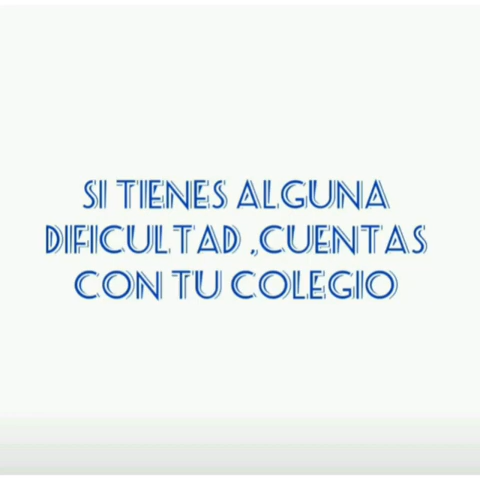 SI TIENES ALGUNA
DIFICULTAD ,CUENTAS
CON TU COLEGIO